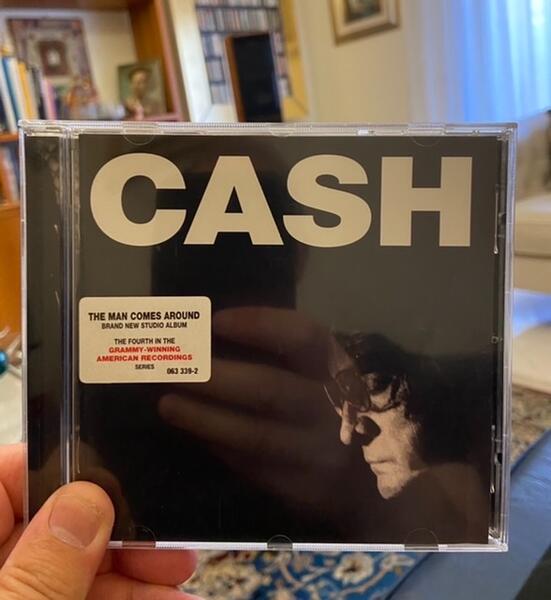 CASH
THE MAN COMES AROUND
BRAND NEW STUDIO ALBUM
THE FOURTH IN THE
GRAMMY-WINNING
AMERICAN RECORDINGS
SERIES 063 339-2